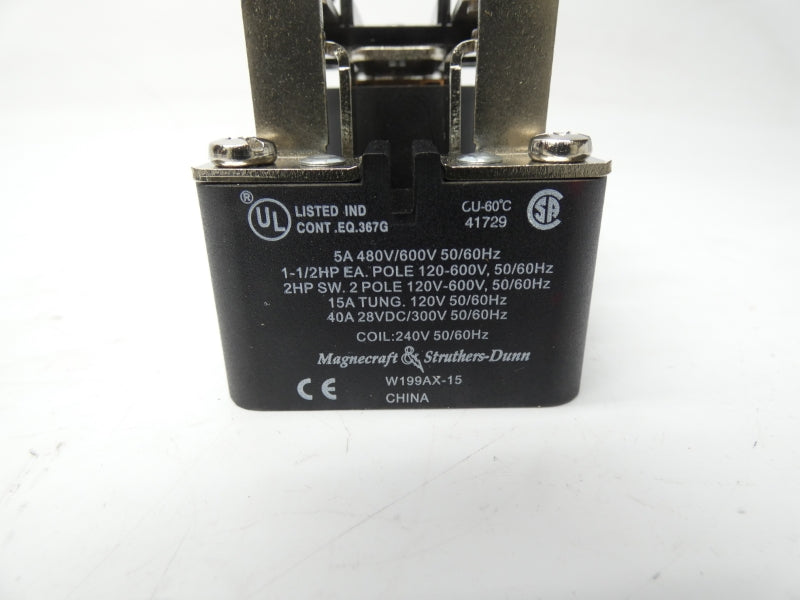 ® UL LISTED IND CU-60°C SA
CONT.EQ.367G 41729
5A 480V/600V 50/60Hz
1-1/2HP EA. POLE 120-600V, 50/60Hz
2HP SW. 2 POLE 120V-600V, 50/60Hz
15A TUNG. 120V 50/60Hz
40A 28VDC/300V 50/60Hz
COIL:240V 50/60Hz
Magnecraft & Struthers-Dunn
CE W199AX-15
CHINA